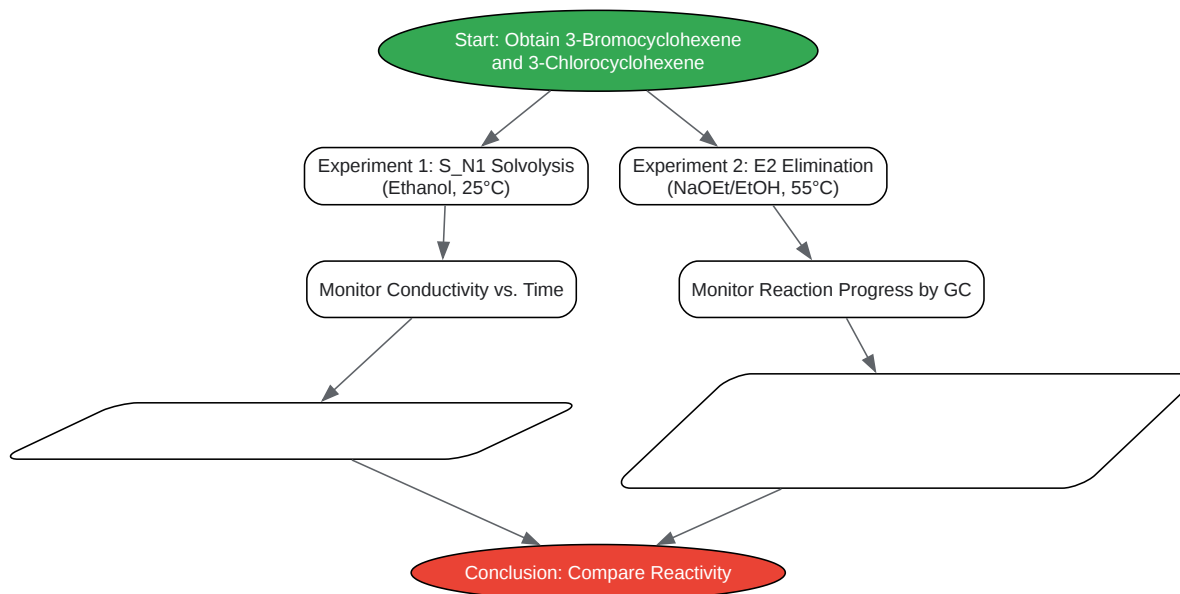 Start: Obtain 3-Bromocyclohexene
and 3-Chlorocyclohexene
Experiment 1: S_N1 Solvolysis
(Ethanol, 25°C)
Experiment 2: E2 Elimination
(NaOEt/EtOH, 55°C)
Monitor Conductivity vs. Time
Monitor Reaction Progress by GC
Conclusion: Compare Reactivity